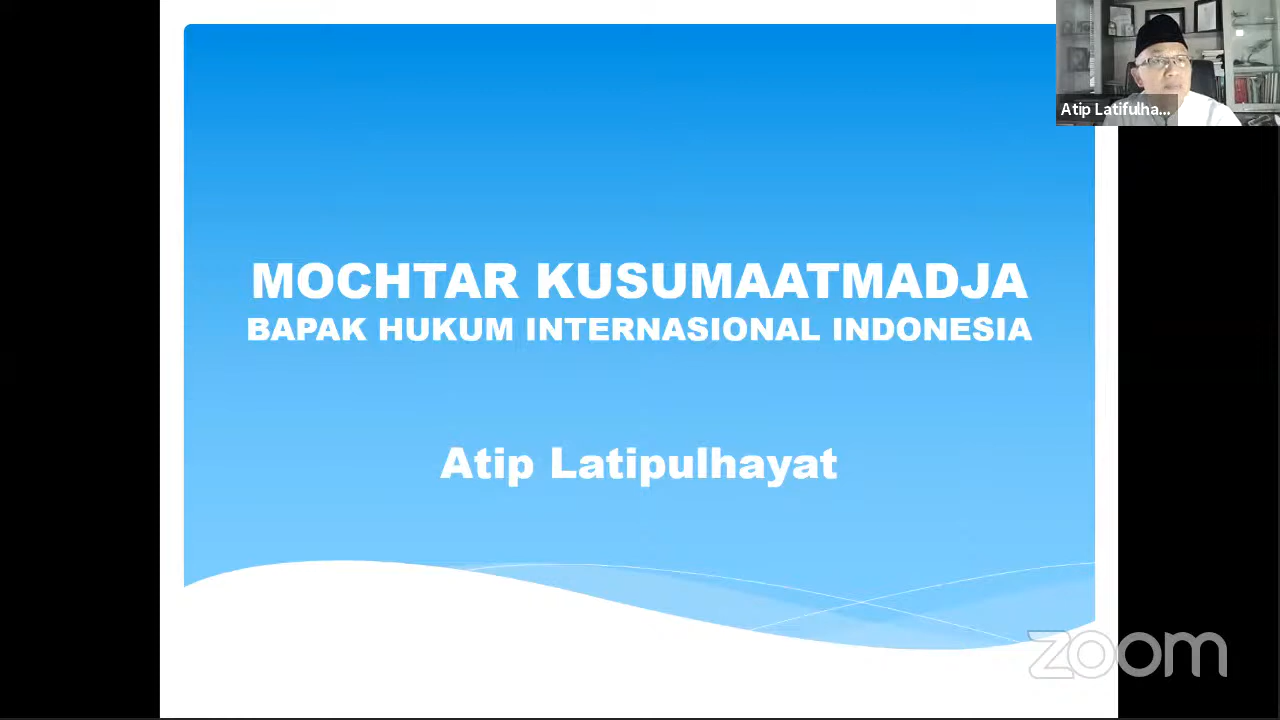 Atip Latifulha...
MOCHTAR KUSUMAATMADJA
BAPAK HUKUM INTERNASIONAL INDONESIA
Atip Latipulhayat
zoom